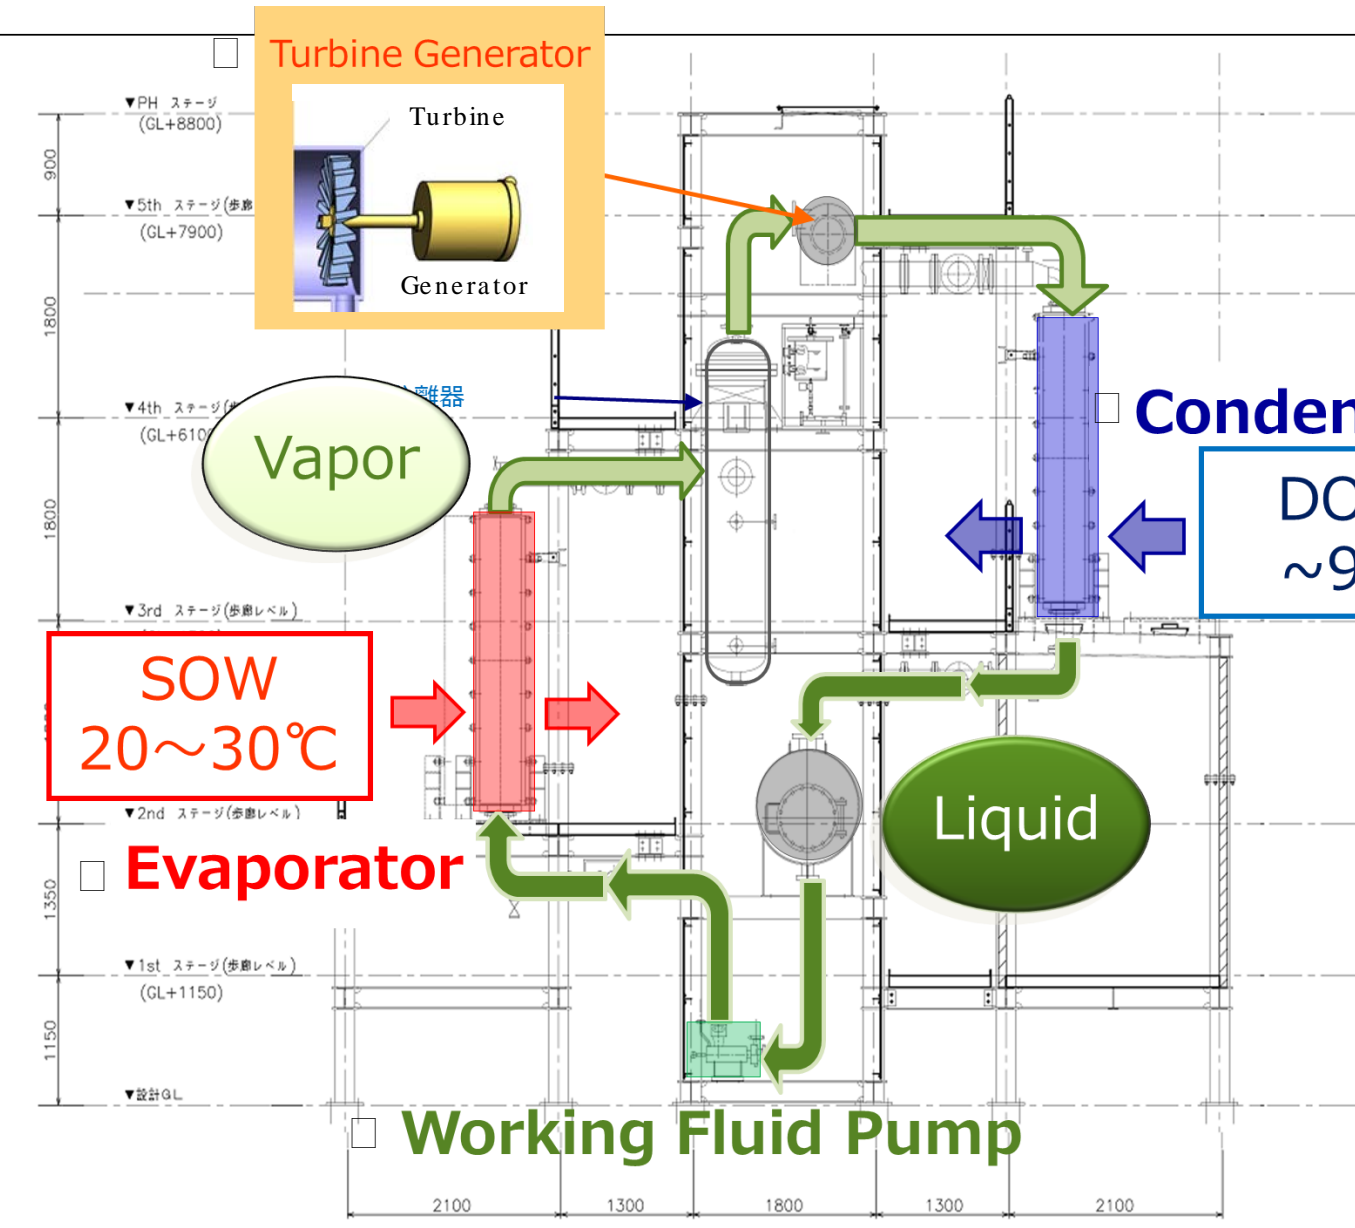 Turbine Generator
Turbine
Generator
▼PH ステージ
(GL+8800)
▼5th ステージ(歩廊
(GL+7900)
離器
▼4th ステージ(
(GL+610
Vapor
Conden
DO
~9
▼3rd ステージ(歩廊レベル)
SOW
20～30℃
▼2nd ステージ(歩廊レベル)
Evaporator
Liquid
▼1st ステージ(歩廊レベル)
(GL+1150)
▼設計GL
Working Fluid Pump
900
1800
1800
1350
1150
2100
1300
1800
1300
2100